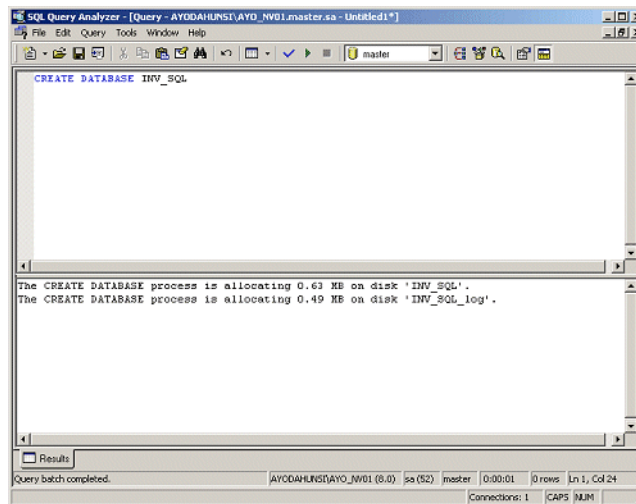 SQL Query Analyzer - [Query - AYODAHUNSI\AYO_NV01.master.sa - Untitled1*]
File Edit Query Tools Window Help
master
CREATE DATABASE INV_SQL
The CREATE DATABASE process is allocating 0.63 MB on disk 'INV_SQL'.
The CREATE DATABASE process is allocating 0.49 MB on disk 'INV_SQL_log'.
Results
Query batch completed. AYODAHUNSI\AYO_NV01 (8.0) sa (52) master 0:00:01 0 rows Ln 1, Col 24
Connections: 1 CAPS NUM